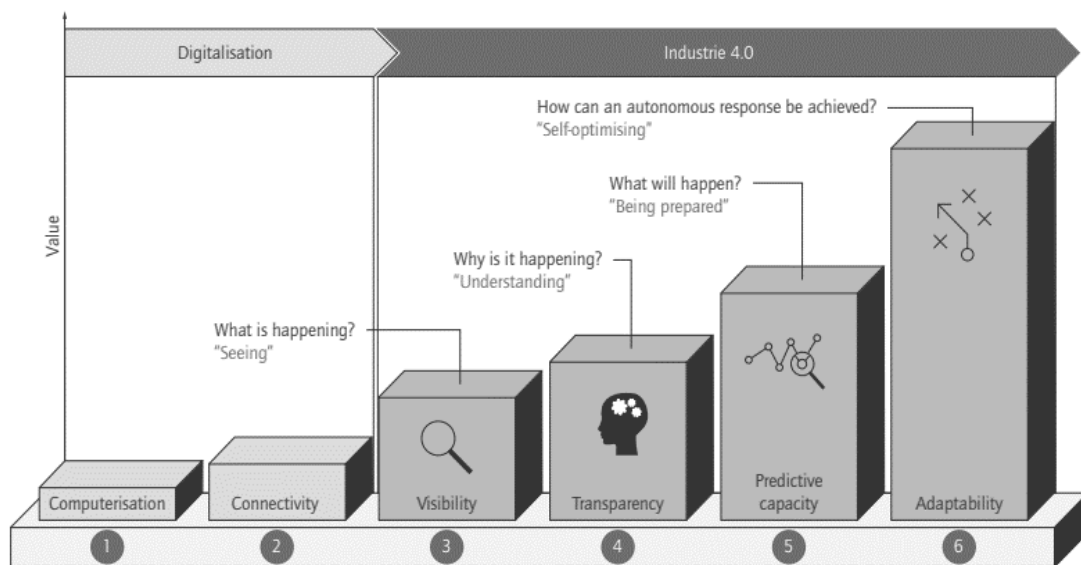 Digitalisation
Industrie 4.0
How can an autonomous response be achieved?
"Self-optimising"
What will happen?
"Being prepared"
Value
Why is it happening?
"Understanding"
What is happening?
"Seeing"
Computerisation
Connectivity
Visibility
Transparency
Predictive
capacity
Adaptability
1
2
3
4
5
6